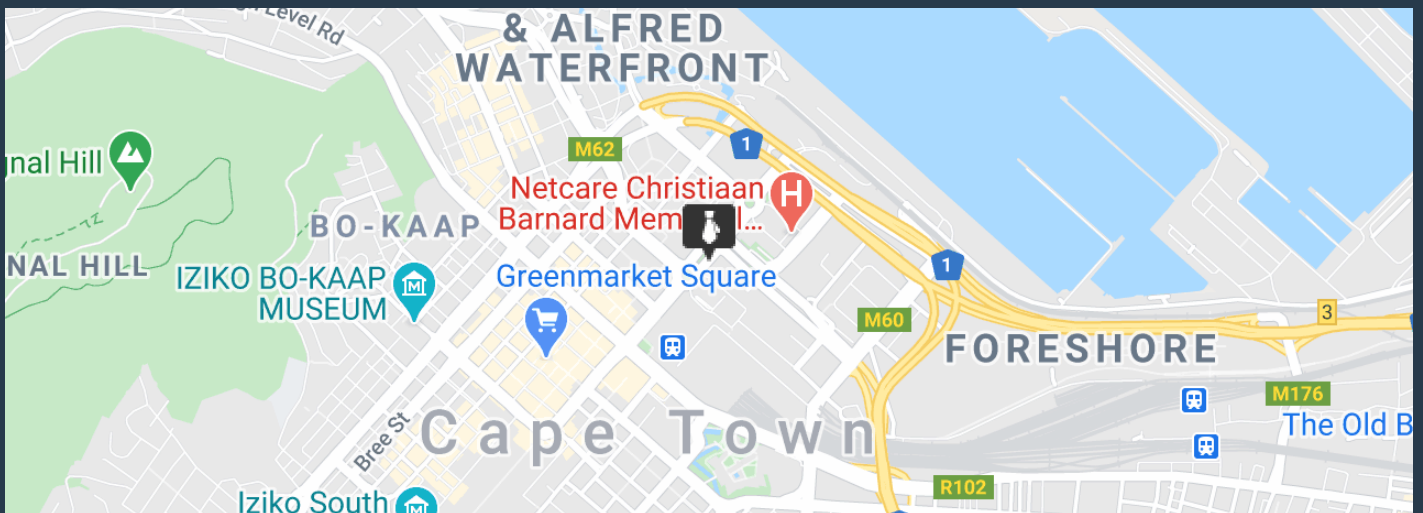 Level Rd
& ALFRED
WATERFRONT
M62
1
nal Hill
Netcare Christiaan
Barnard Mem l...
H
BO-KAAP
NAL HILL
IZIKO BO-KAAP
MUSEUM
Greenmarket Square
1
M60
3
FORESHORE
M176
The Old B
Bree St
Cape Town
R102
Iziko South